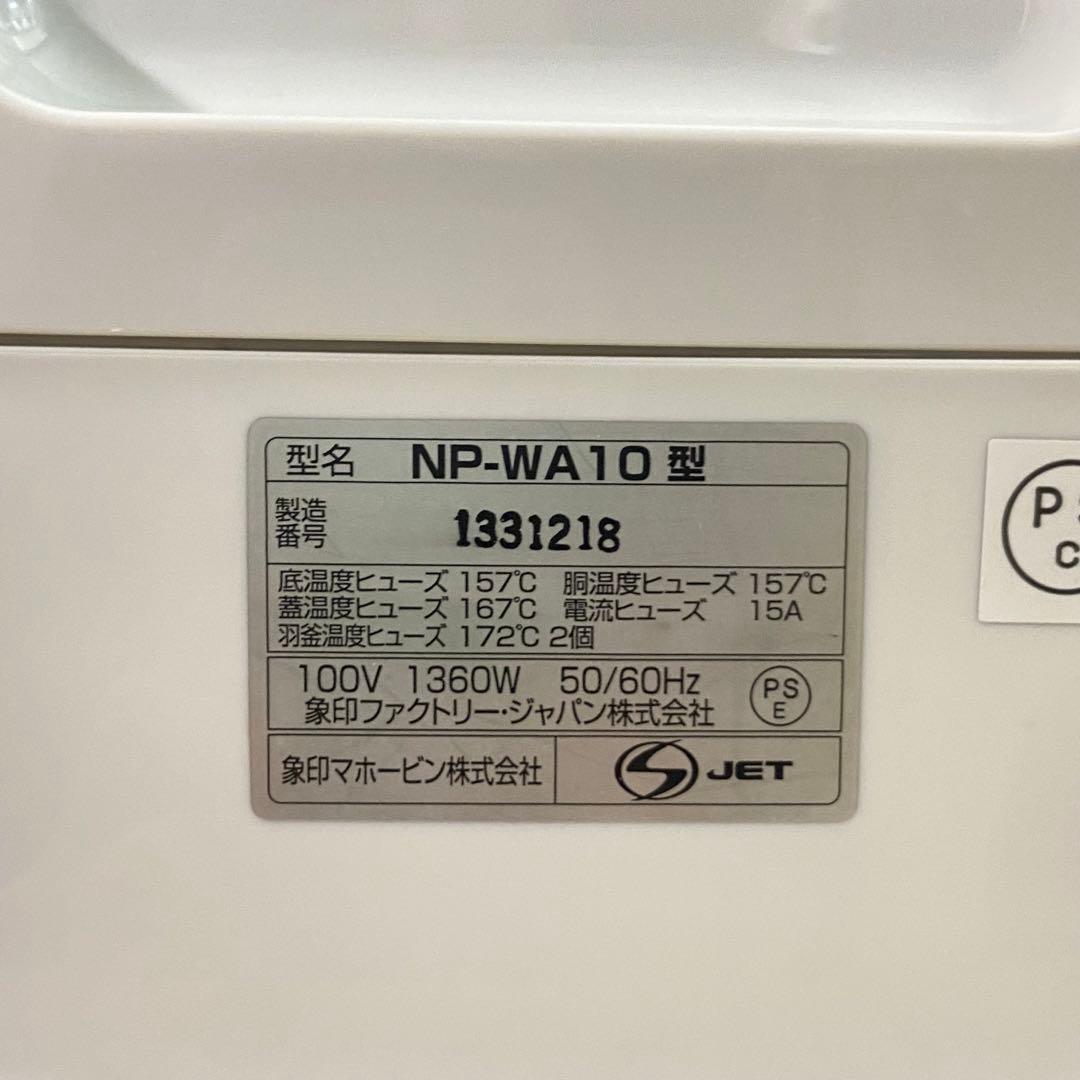 型名 NP-WA10 型
製造番号 1331218
底温度ヒューズ 157℃ 胴温度ヒューズ 157℃
蓋温度ヒューズ 167℃ 電流ヒューズ 15A
羽釜温度ヒューズ 172℃ 2個
100V 1360W 50/60Hz
象印ファクトリー・ジャパン株式会社
PS
E
象印マホービン株式会社 JET
P
C